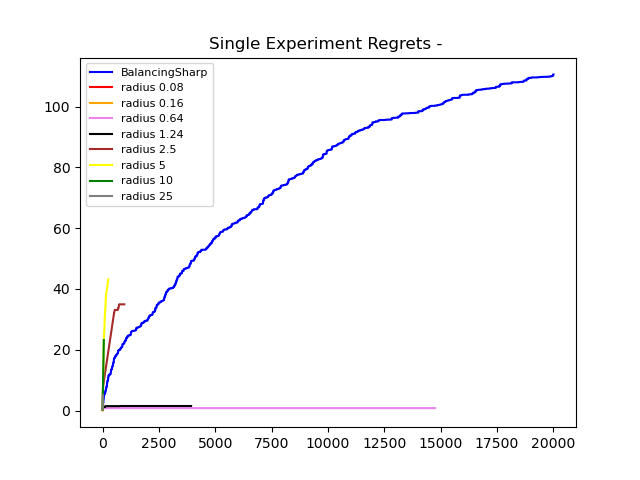 Single Experiment Regrets -
BalancingSharp
radius 0.08
radius 0.16
radius 0.64
radius 1.24
radius 2.5
radius 5
radius 10
radius 25
100
80
60
40
20
0
0 2500 5000 7500 10000 12500 15000 17500 20000